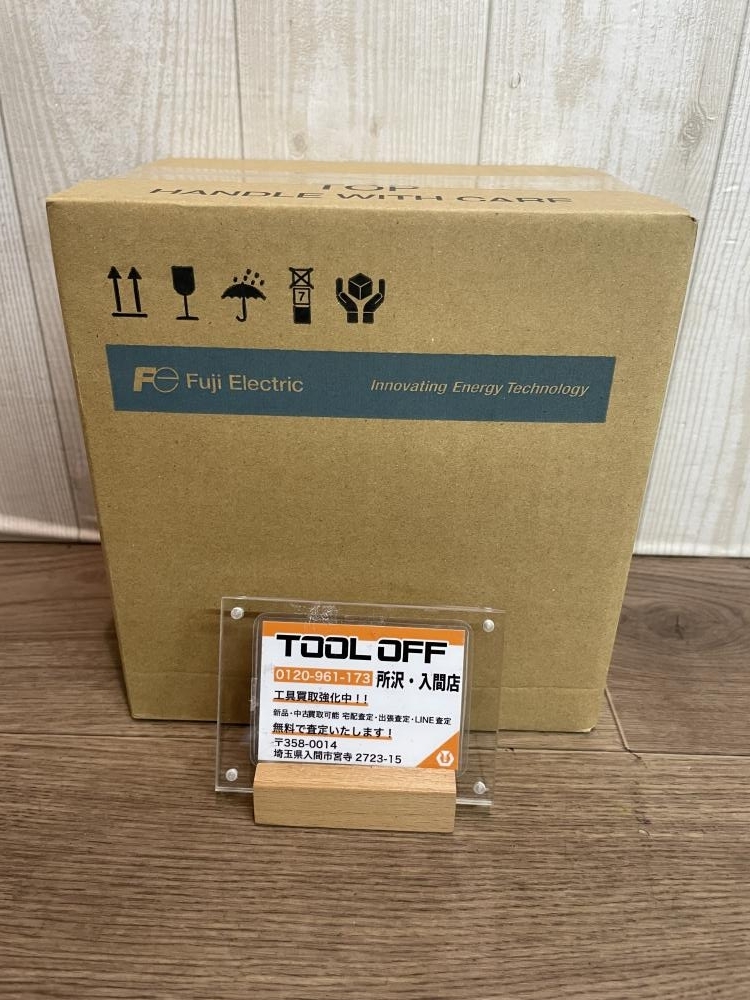 TOP
HANDLE WITH CARE
7
Fe Fuji Electric
Innovating Energy Technology
TOOL OFF
0120-961-173 所沢・入間店
工具買取強化中!!
新品・中古買取可能 宅配査定・出張査定・LINE査定
無料で査定いたします!
〒358-0014
埼玉県入間市宮寺 2723-15